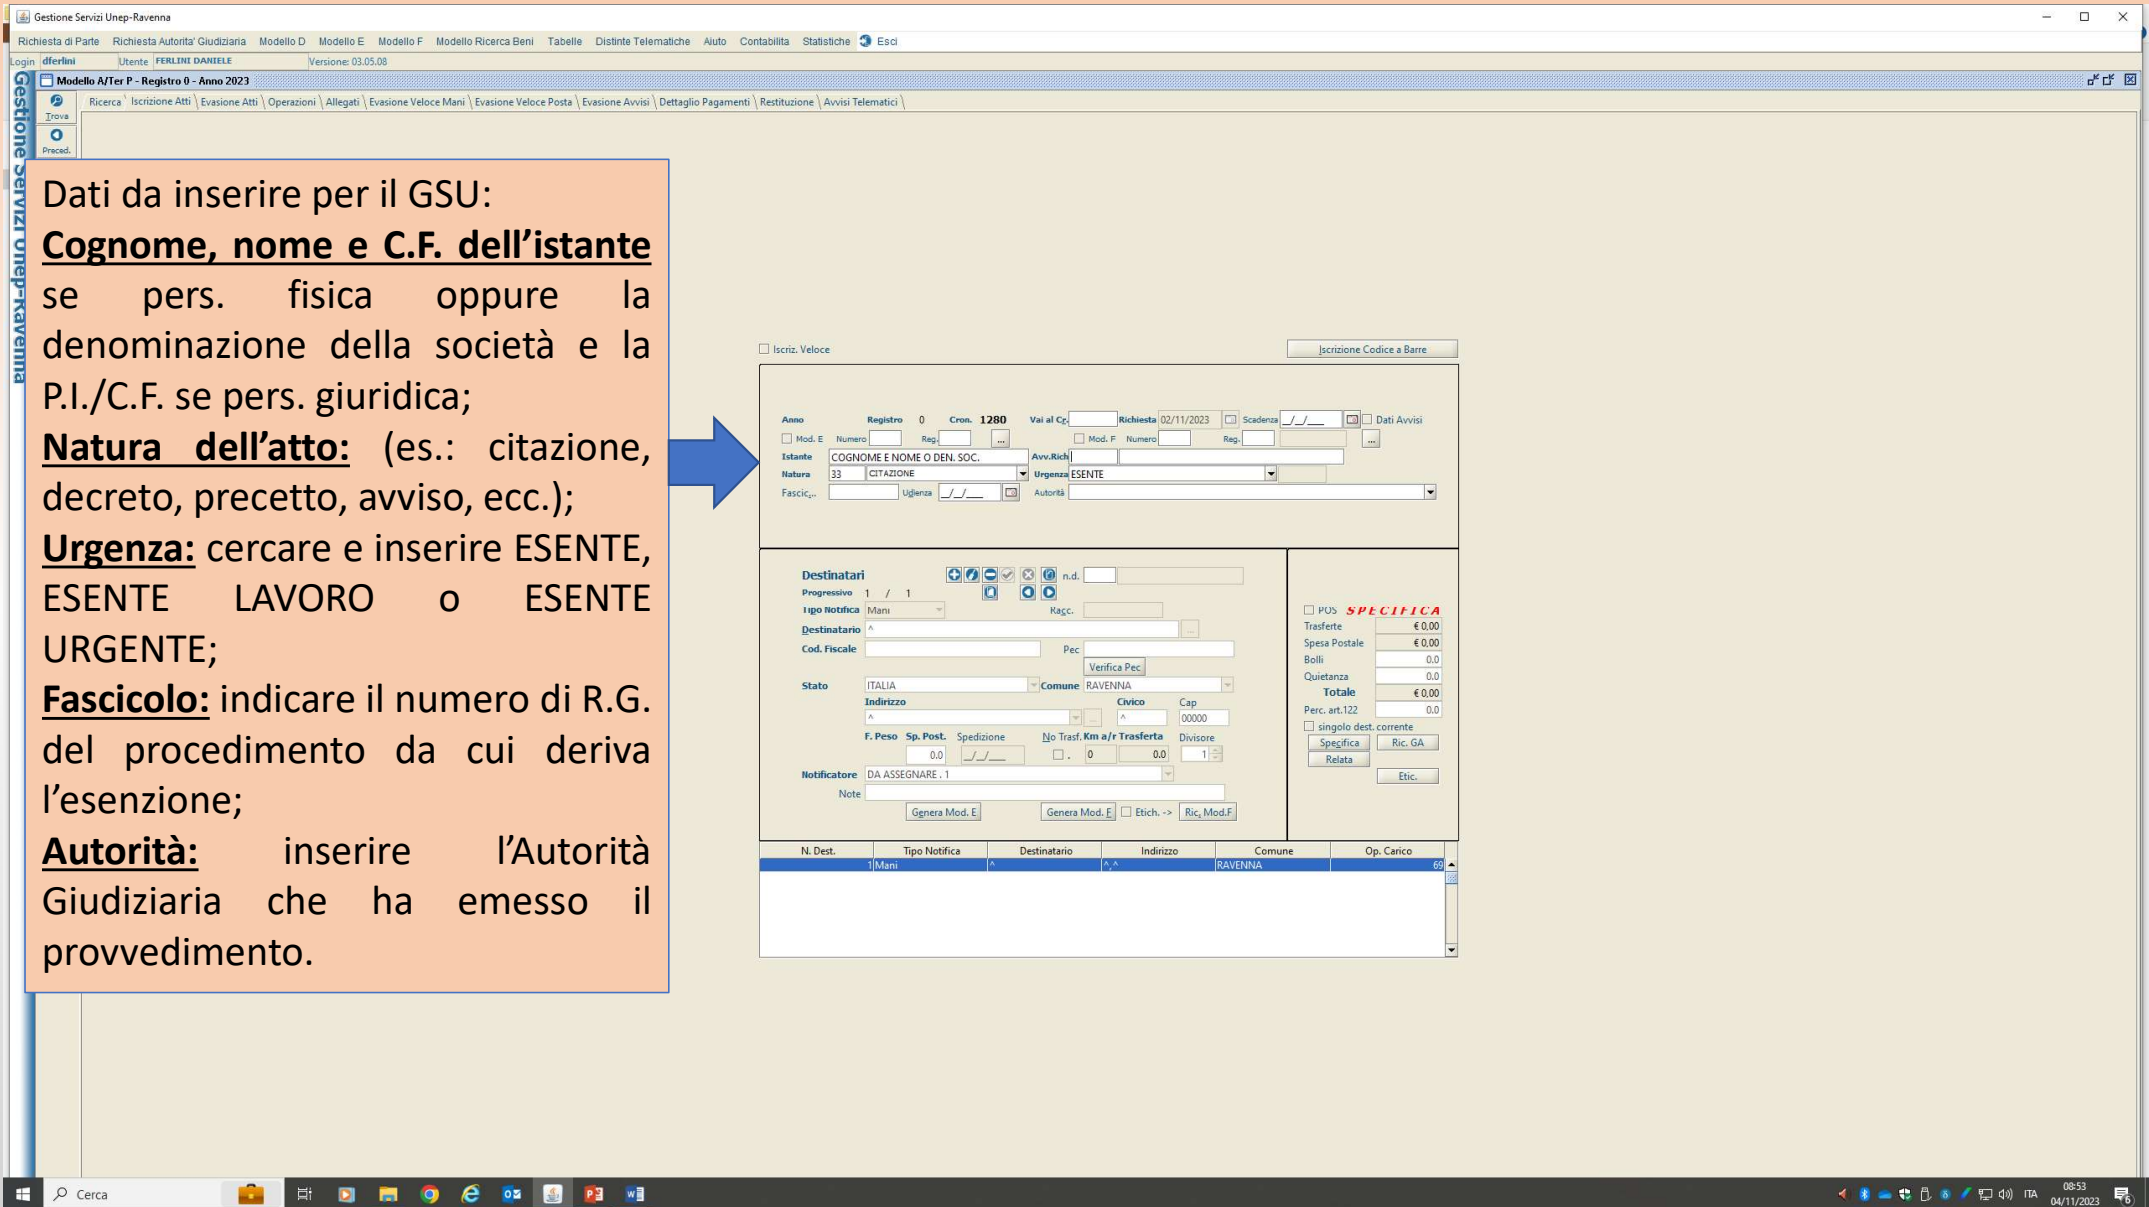 Gestione Servizi Unep-Ravenna
Richiesta di Parte Richiesta Autorita' Giudiziaria Modello D Modello E Modello F Modello Ricerca Beni Tabelle Distinte Telematiche Aiuto Contabilita Statistiche Esci
Login dferlini Utente FERLINI DANIELE Versione: 03.05.08
Modello A/Ter P - Registro 0 - Anno 2023
Ricerca Iscrizione Atti Evasione Atti Operazioni Allegati Evasione Veloce Mani Evasione Veloce Posta Evasione Avvisi Dettaglio Pagamenti Restituzione Avvisi Telematici
Trova
Preced.
Gestione Servizi Unep-Ravenna
Dati da inserire per il GSU:
Cognome, nome e C.F. dell'istante
se pers. fisica oppure la
denominazione della società e la
P.I./C.F. se pers. giuridica;
Natura dell'atto: (es.: citazione,
decreto, precetto, avviso, ecc.);
Urgenza: cercare e inserire ESENTE,
ESENTE LAVORO o ESENTE
URGENTE;
Fascicolo: indicare il numero di R.G.
del procedimento da cui deriva
l'esenzione;
Autorità: inserire l'Autorità
Giudiziaria che ha emesso il
provvedimento.
Iscriz. Veloce Iscrizione Codice a Barre
Anno Registro 0 Cron. 1280 Vai al Cr. Richiesta 02/11/2023 Scadenza _/_/___ Dati Avvisi
Mod. E Numero Reg. ... Mod. F Numero Reg. ...
Istante COGNOME E NOME O DEN. SOC. Avv.Rich
Natura 33 CITAZIONE Urgenza ESENTE
Fascic... Udienza _/_/___ Autorità
Destinatari n.d.
Progressivo 1 / 1
Tipo Notifica Mani Racc.
Destinatario ^ ...
Cod. Fiscale Pec
Verifica Pec
Stato ITALIA Comune RAVENNA
Indirizzo Civico Cap
^ ... ^ 00000
F. Peso Sp. Post. Spedizione No Trasf. Km a/r Trasferta Divisore
0.0 _/_/___ . 0 0.0 1
Notificatore DA ASSEGNARE . 1
Note
Genera Mod. E Genera Mod. F Etich. -> Ric. Mod.F
POS SPECIFICA
Trasferte € 0,00
Spesa Postale € 0,00
Bolli 0.0
Quietanza 0.0
Totale € 0,00
Perc. art.122 0.0
singolo dest. corrente
Specifica Ric. GA
Relata
Etic.
N. Dest. Tipo Notifica Destinatario Indirizzo Comune Op. Carico
1 Mani ^ ^,^ RAVENNA 69
Cerca
ITA
08:53
04/11/2023
6